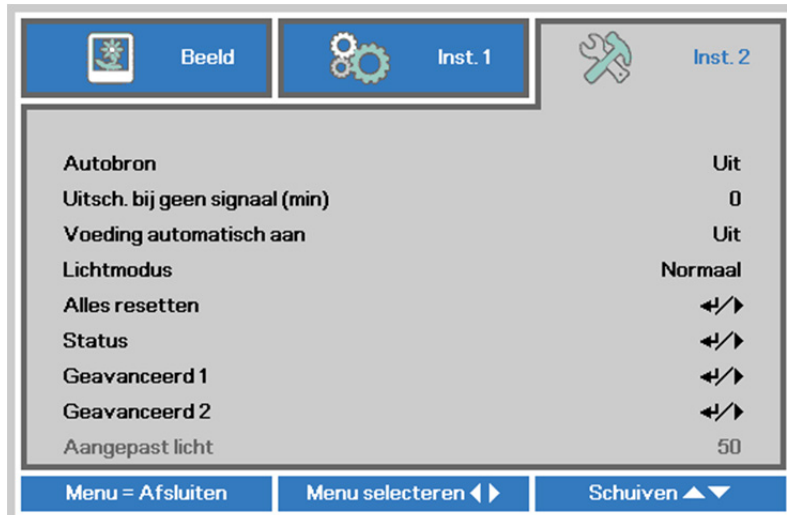 Beeld Inst. 1 Inst. 2
Autobron Uit
Uitsch. bij geen signaal (min) 0
Voeding automatisch aan Uit
Lichtmodus Normaal
Alles resetten ↵/▶
Status ↵/▶
Geavanceerd 1 ↵/▶
Geavanceerd 2 ↵/▶
Aangepast licht 50
Menu = Afsluiten Menu selecteren ◀▶ Schuiven ▲▼